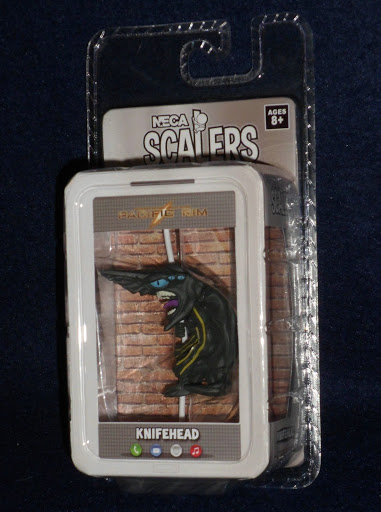 NECA
AGES
8+
SCALERS
PACIFIC RIM
KNIFEHEAD